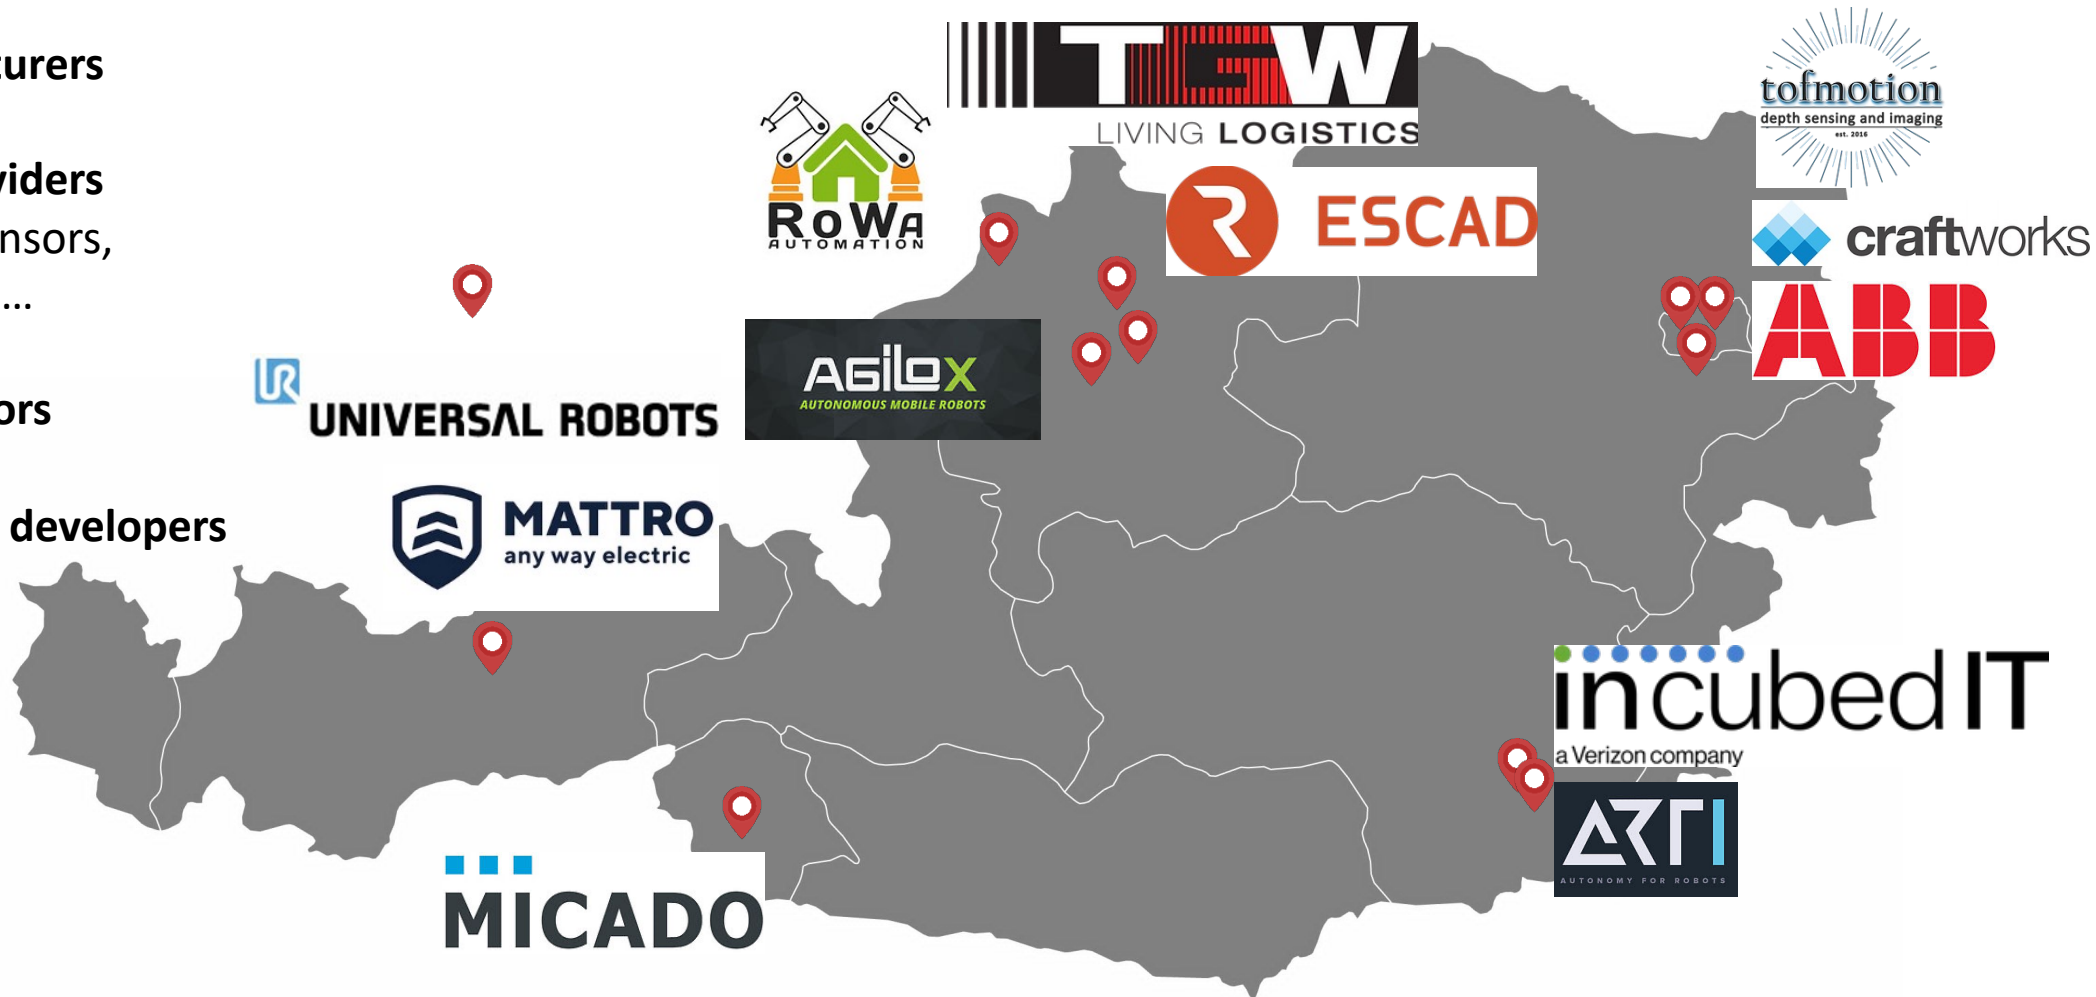 turers
viders
nsors,
...
ors
developers
TGW
LIVING LOGISTICS
RoWA
AUTOMATION
ESCAD
tofmotion
depth sensing and imaging
est. 2016
craftworks
ABB
AGILOX
AUTONOMOUS MOBILE ROBOTS
UR
UNIVERSAL ROBOTS
MATTRO
any way electric
incubed IT
a Verizon company
ARTI
AUTONOMY FOR ROBOTS
MICADO